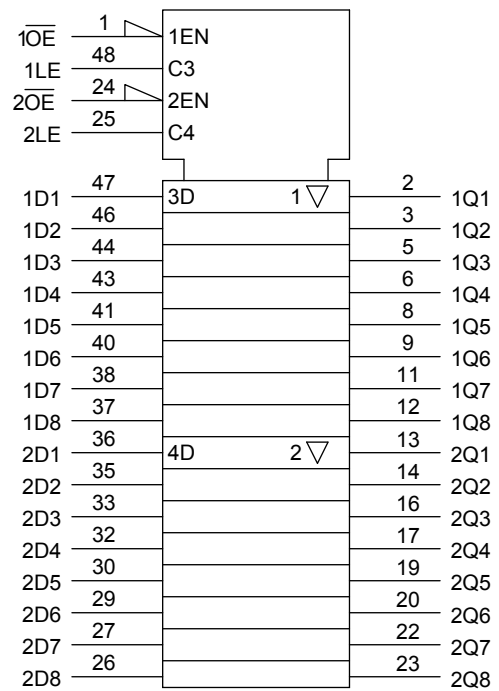 1O̅E̅ 1 1EN
1LE 48 C3
2O̅E̅ 24 2EN
2LE 25 C4
1D1 47 3D 1 ▽ 2 1Q1
1D2 46 3 1Q2
1D3 44 5 1Q3
1D4 43 6 1Q4
1D5 41 8 1Q5
1D6 40 9 1Q6
1D7 38 11 1Q7
1D8 37 12 1Q8
2D1 36 4D 2 ▽ 13 2Q1
2D2 35 14 2Q2
2D3 33 16 2Q3
2D4 32 17 2Q4
2D5 30 19 2Q5
2D6 29 20 2Q6
2D7 27 22 2Q7
2D8 26 23 2Q8